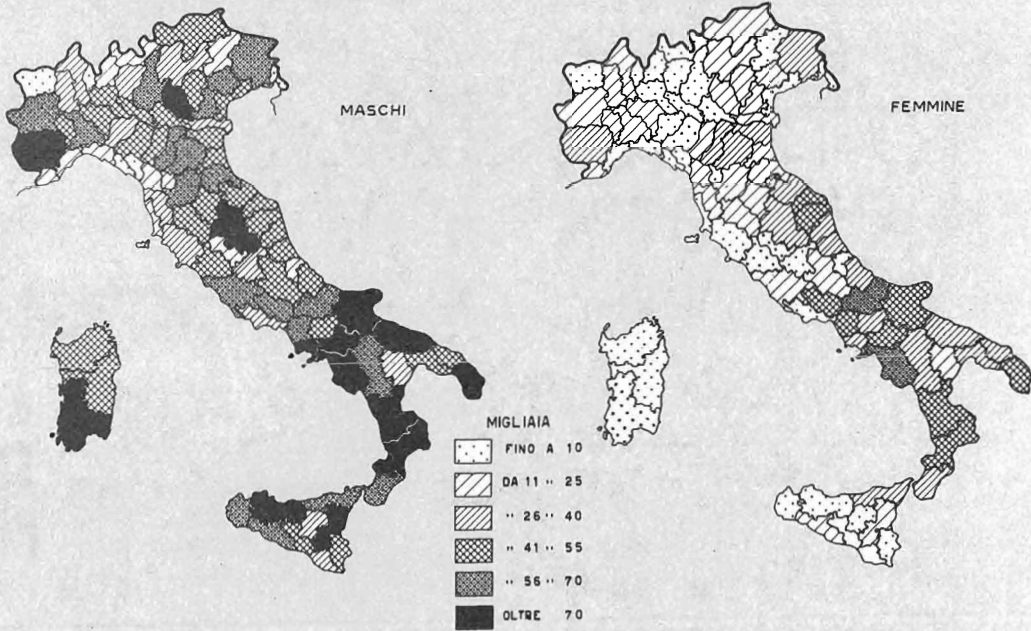 MASCHI
FEMMINE
MIGLIAIA
FINO A 10
DA 11 " 25
" 26 " 40
" 41 " 55
" 56 " 70
OLTRE 70